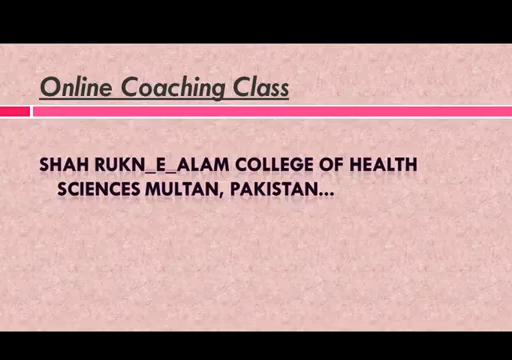 Online Coaching Class
SHAH RUKN_E_ALAM COLLEGE OF HEALTH
SCIENCES MULTAN, PAKISTAN...